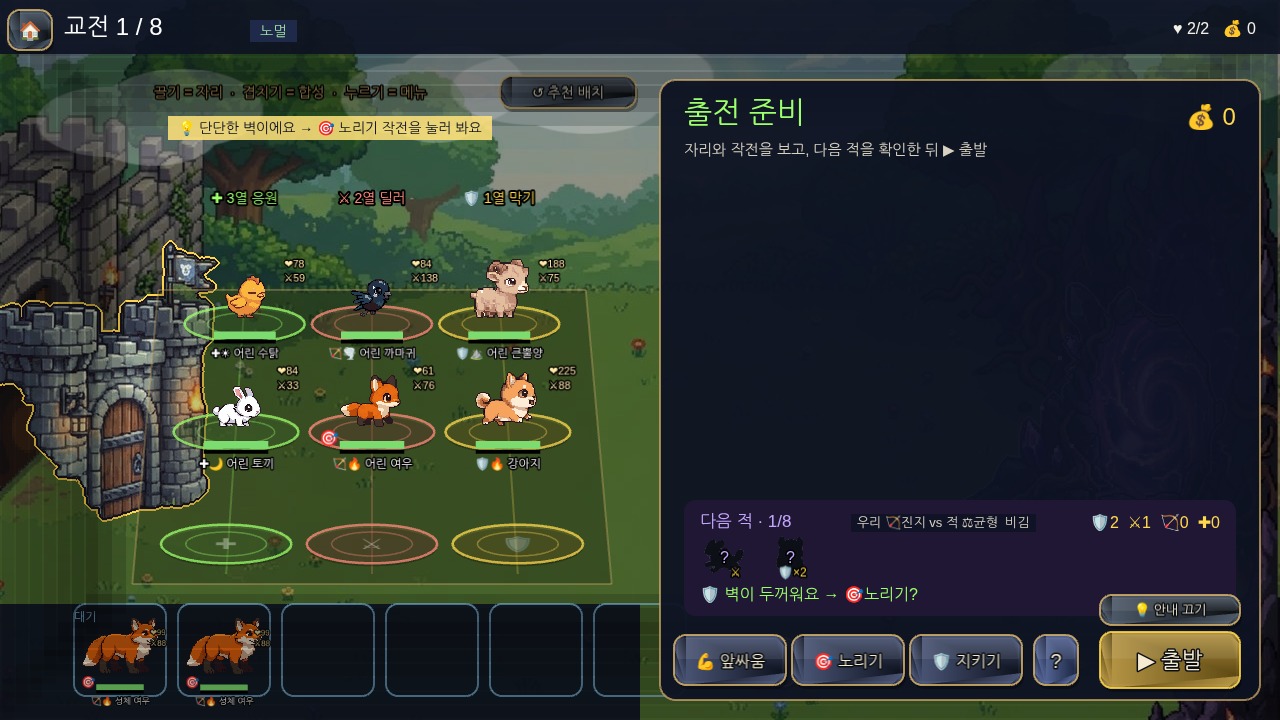 교전 1 / 8
노멀
♥ 2/2 💰 0
끌기 = 자리 · 겹치기 = 합성 · 누르기 = 메뉴
↺ 추천 배치
💡 단단한 벽이에요 → 🎯 노리기 작전을 눌러 봐요
✚ 3열 응원
⚔ 2열 딜러
🛡 1열 막기
❤78
⚔59
❤84
⚔138
❤188
⚔75
✚☀ 어린 수탉
🏹🌪 어린 까마귀
🛡⛰ 어린 큰뿔양
❤84
⚔33
❤61
⚔76
❤225
⚔88
✚🌙 어린 토끼
🏹🔥 어린 여우
🛡🔥 강아지
대기
❤99
⚔88
❤99
⚔88
🏹🔥 성체 여우
🏹🔥 성체 여우
출전 준비
💰 0
자리와 작전을 보고, 다음 적을 확인한 뒤 ▶ 출발
다음 적 · 1/8
우리 🏹진지 vs 적 ⚖균형 비김
🛡2 ⚔1 🏹0 ✚0
? ⚔
? 🛡×2
🛡 벽이 두꺼워요 → 🎯노리기?
💡 안내 끄기
💪 앞싸움
🎯 노리기
🛡 지키기
?
▶ 출발